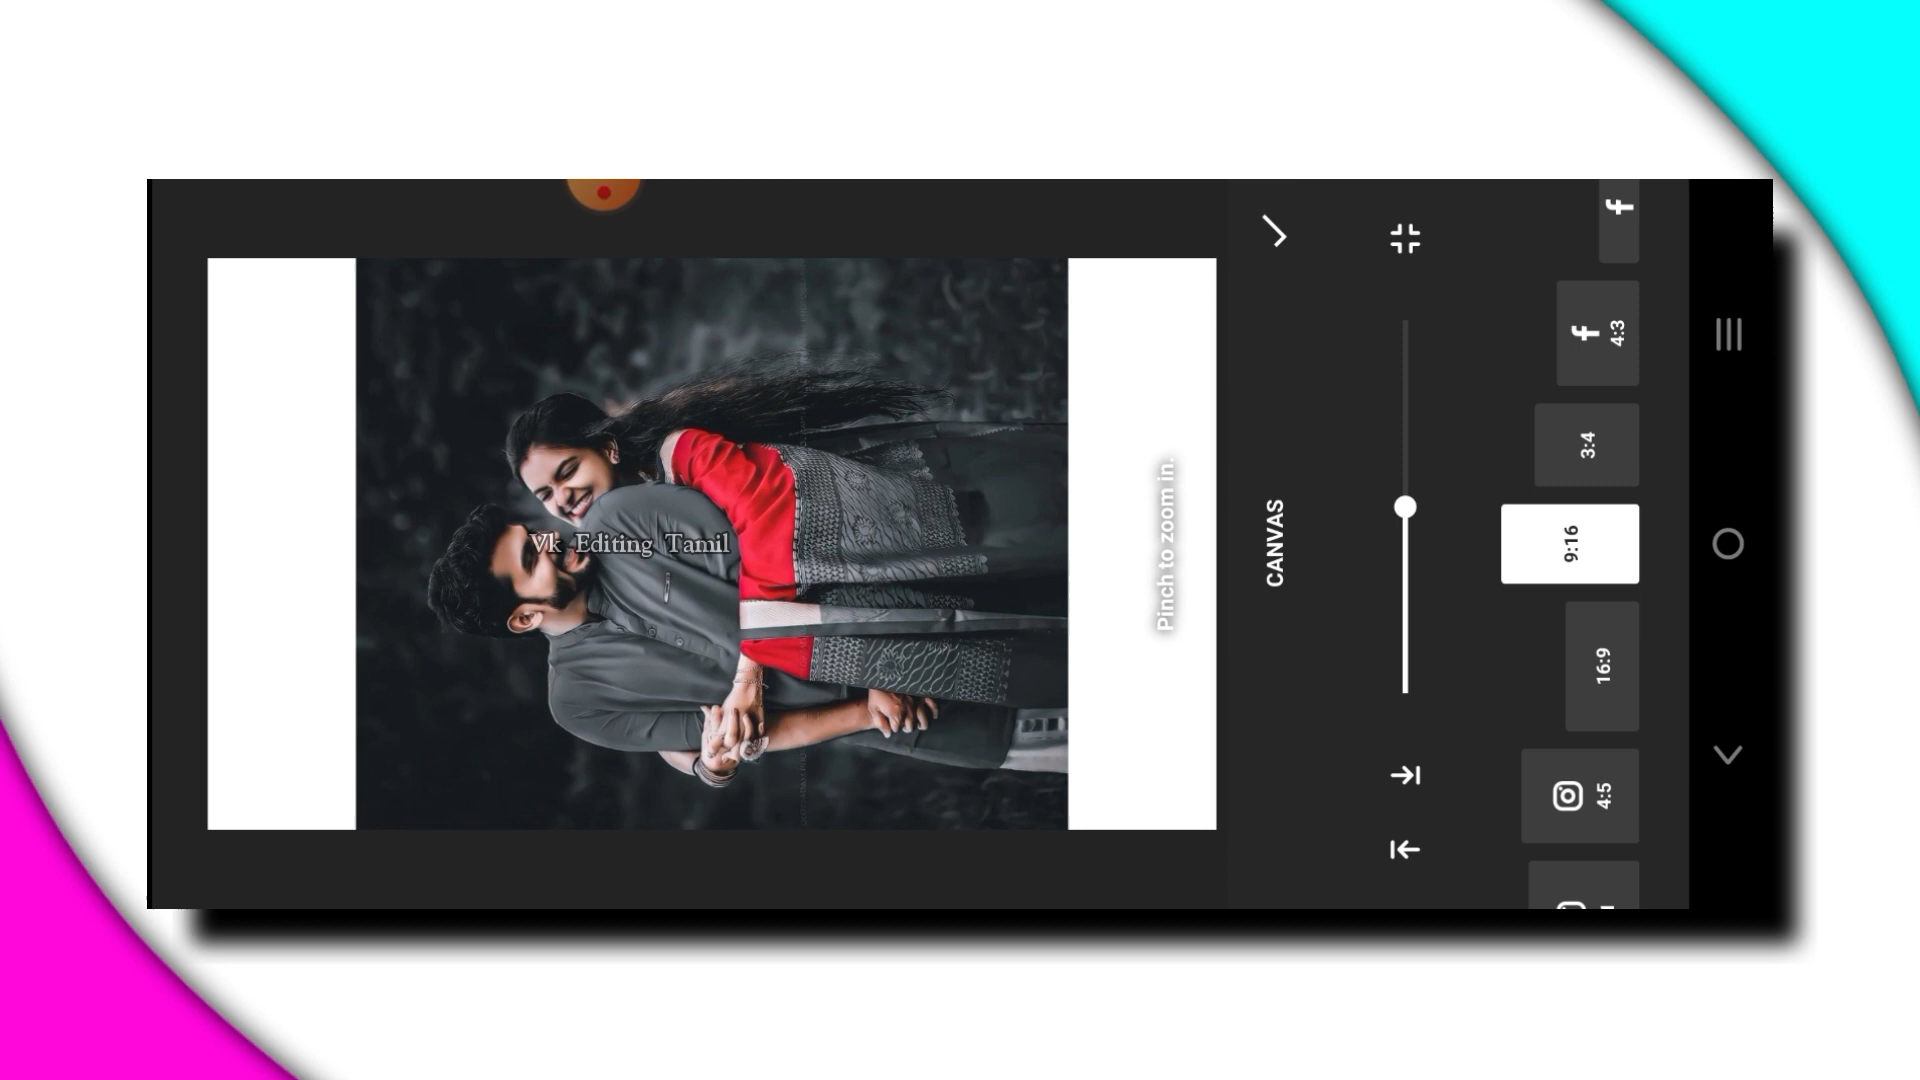 Vk Editing Tamil
Pinch to zoom in.
CANVAS
4:3
3:4
9:16
16:9
4:5